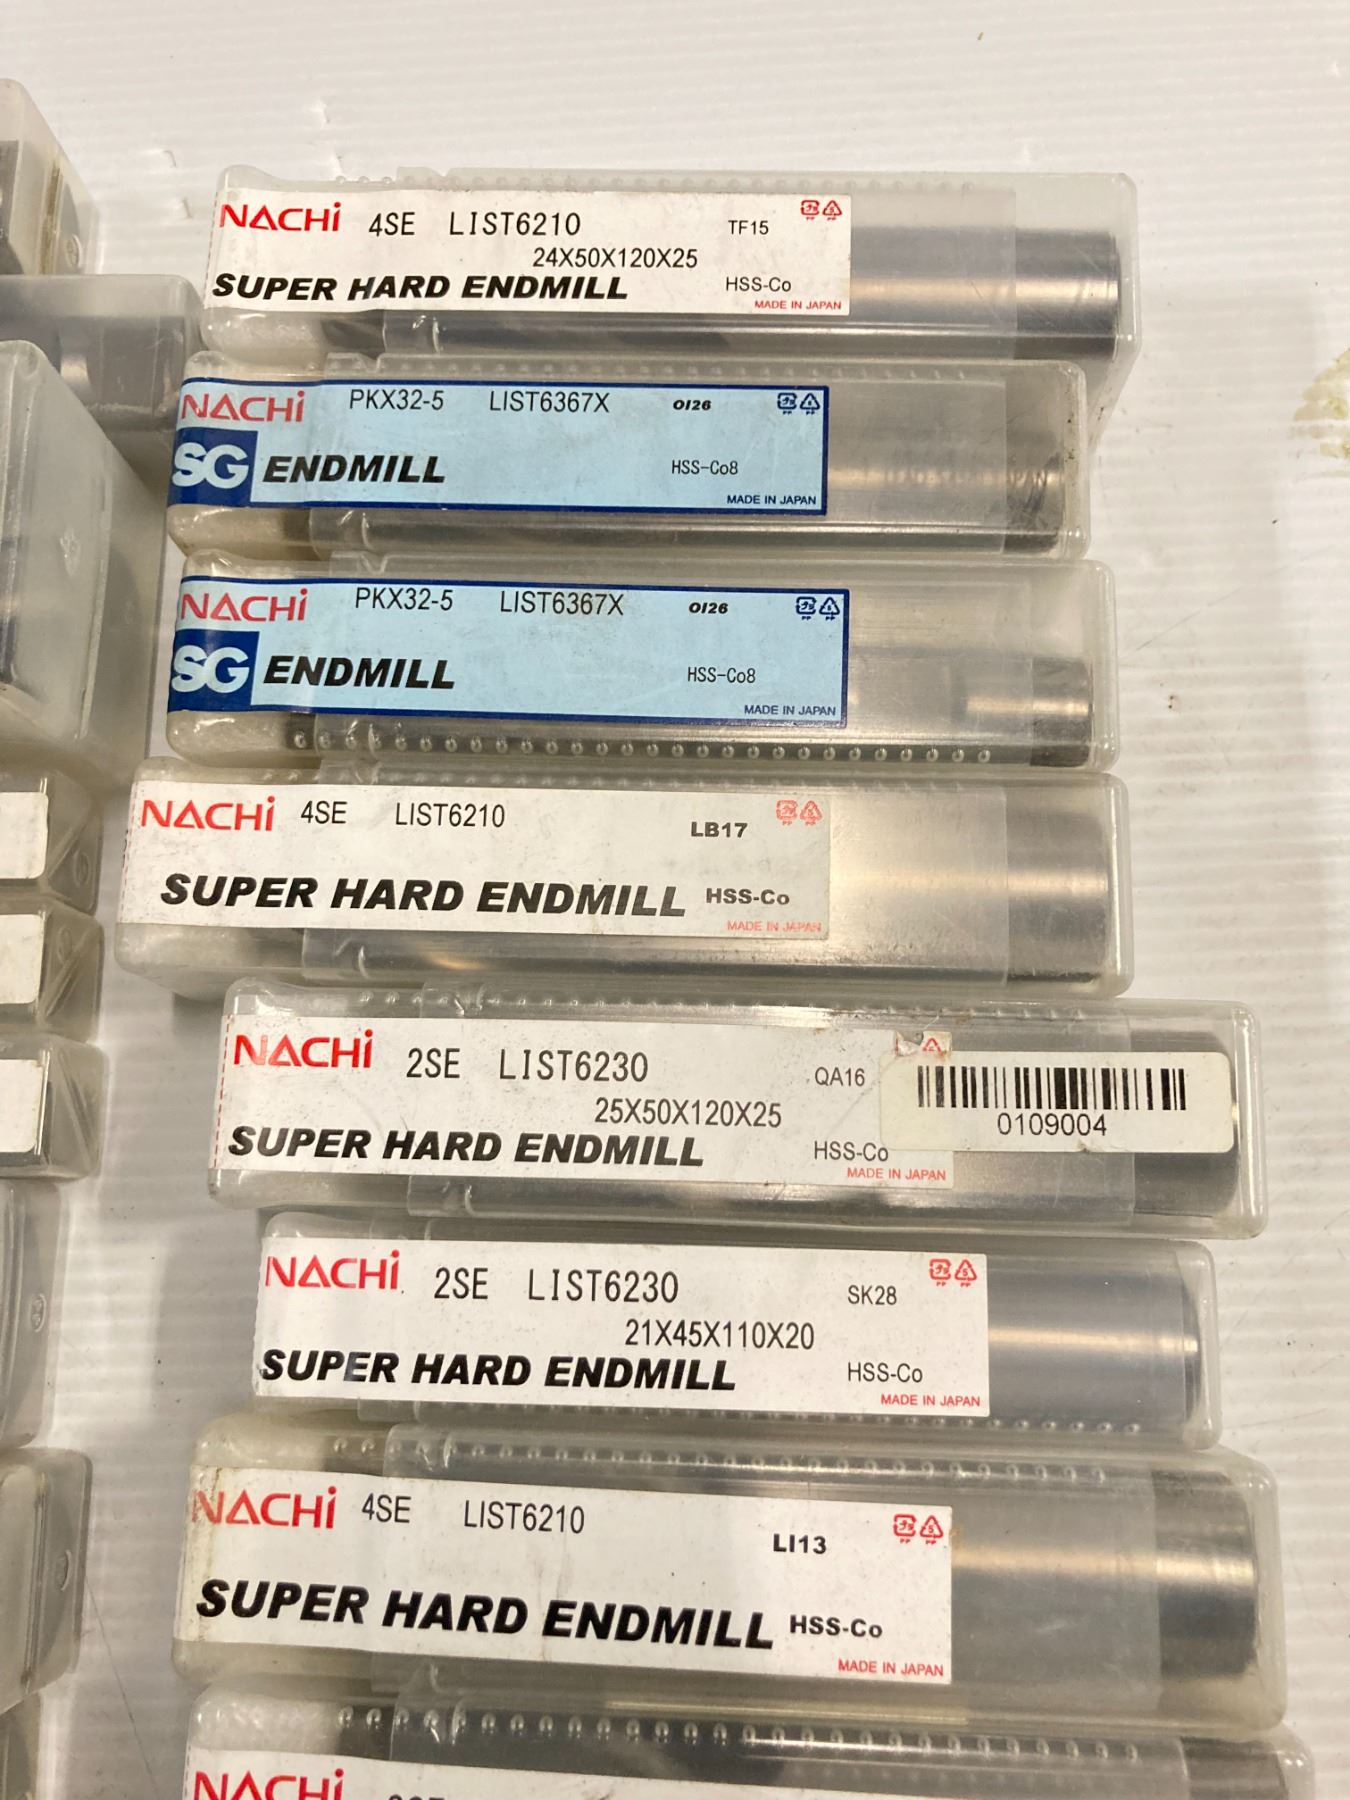 NACHi 4SE LIST6210 TF15
24X50X120X25
SUPER HARD ENDMILL HSS-Co
MADE IN JAPAN
NACHi PKX32-5 LIST6367X OI26
SG ENDMILL HSS-Co8
MADE IN JAPAN
NACHi PKX32-5 LIST6367X OI26
SG ENDMILL HSS-Co8
MADE IN JAPAN
NACHi 4SE LIST6210 LB17
SUPER HARD ENDMILL HSS-Co
MADE IN JAPAN
NACHi 2SE LIST6230 QA16
25X50X120X25
0109004
SUPER HARD ENDMILL HSS-Co
MADE IN JAPAN
NACHi 2SE LIST6230 SK28
21X45X110X20
SUPER HARD ENDMILL HSS-Co
MADE IN JAPAN
NACHi 4SE LIST6210 LI13
SUPER HARD ENDMILL HSS-Co
MADE IN JAPAN
NACHi